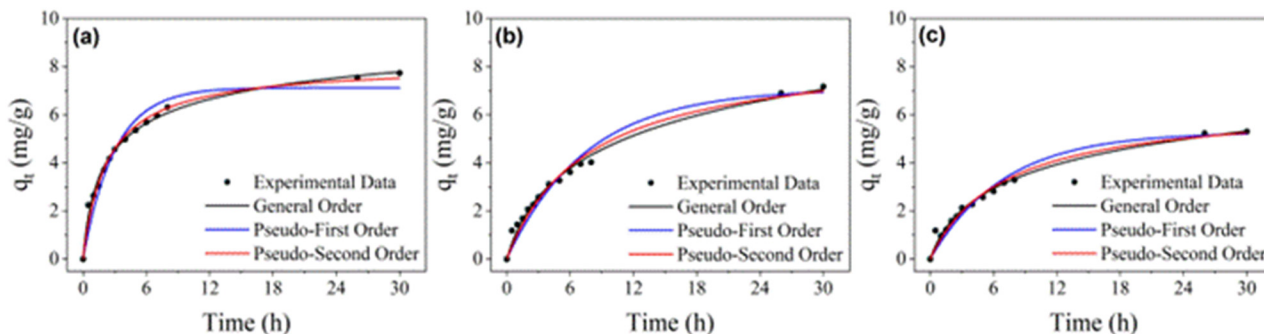 (a)
10
8
6
4
2
0
qt (mg/g)
Experimental Data
General Order
Pseudo-First Order
Pseudo-Second Order
0 6 12 18 24 30
Time (h)
(b)
10
8
6
4
2
0
qt (mg/g)
Experimental Data
General Order
Pseudo-First Order
Pseudo-Second Order
0 6 12 18 24 30
Time (h)
(c)
10
8
6
4
2
0
qt (mg/g)
Experimental Data
General Order
Pseudo-First Order
Pseudo-Second Order
0 6 12 18 24 30
Time (h)